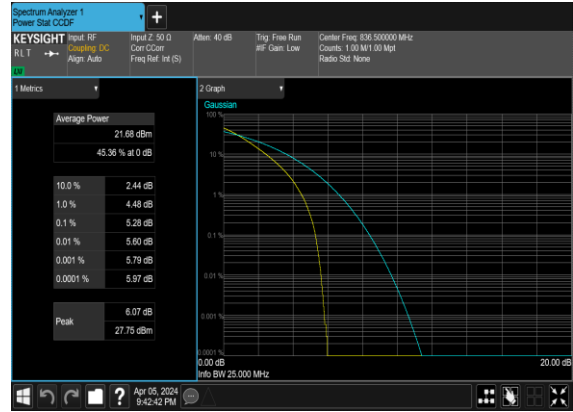 Spectrum Analyzer 1
Power Stat CCDF
KEYSIGHT
RLT
LM
Input: RF
Coupling: DC
Align: Auto
Input Z: 50 Ω
Corr CCorr
Freq Ref: Int (S)
Atten: 40 dB
Trig: Free Run
#IF Gain: Low
Center Freq: 836.500000 MHz
Counts: 1.00 M/1.00 Mpt
Radio Std: None
1 Metrics
Average Power
21.68 dBm
45.36 % at 0 dB
10.0 % 2.44 dB
1.0 % 4.48 dB
0.1 % 5.28 dB
0.01 % 5.60 dB
0.001 % 5.79 dB
0.0001 % 5.97 dB
Peak
6.07 dB
27.75 dBm
2 Graph
Gaussian
100 %
10 %
1 %
0.1 %
0.01 %
0.001 %
0.0001 %
0.00 dB
20.00 dB
Info BW 25.000 MHz
Apr 05, 2024
9:42:42 PM